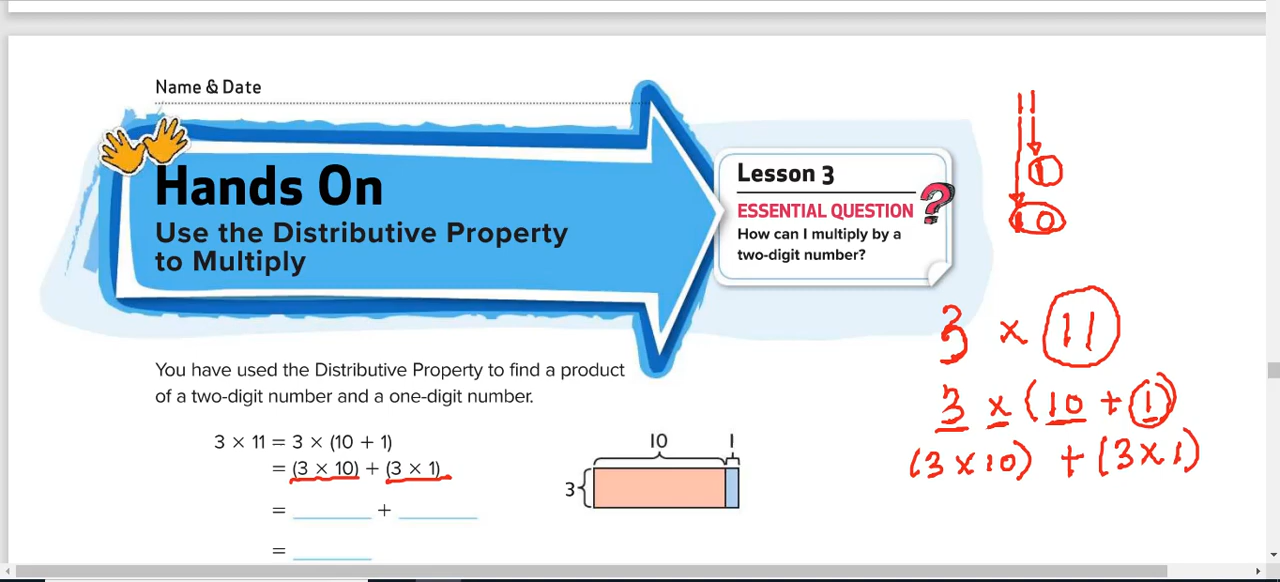 Name & Date
Hands On
Use the Distributive Property
to Multiply
Lesson 3
ESSENTIAL QUESTION
?
How can I multiply by a
two-digit number?
11
1
10
3 × 11
3 × (10 + 1)
(3 × 10) + (3 × 1)
You have used the Distributive Property to find a product
of a two-digit number and a one-digit number.
3 × 11 = 3 × (10 + 1)
= (3 × 10) + (3 × 1)
= ______ + ______
= ______
10 1
3